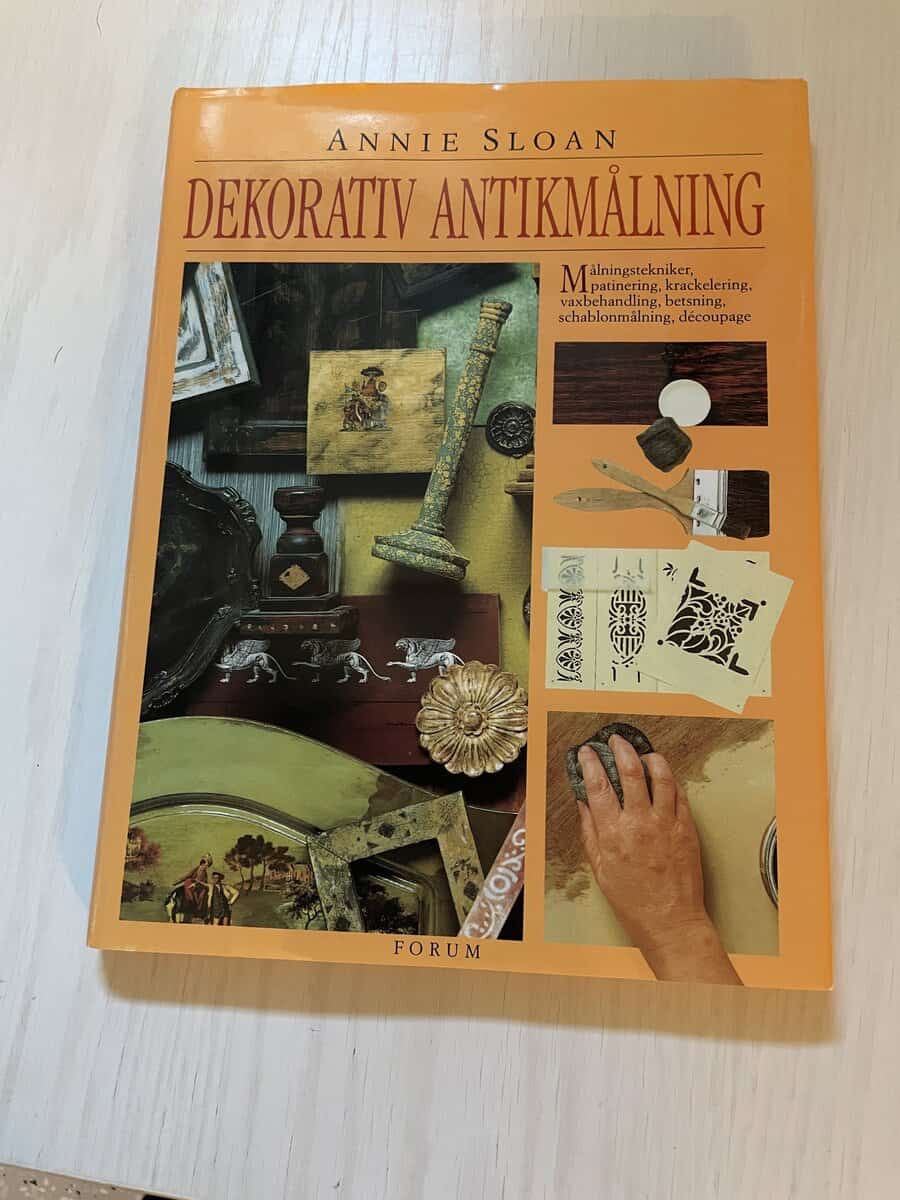 ANNIE SLOAN
DEKORATIV ANTIKMÅLNING
Målningstekniker,
patinering, krackelering,
vaxbehandling, betsning,
schablonmålning, découpage
FORUM